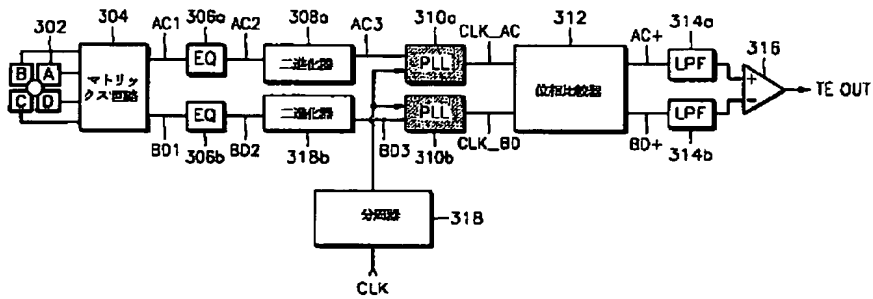 302
304
306a
308a
310a
312
314a
316
AC1
AC2
AC3
CLK_AC
AC+
B A
C D
マトリッ
クス回路
EQ
二進化器
PLL
位相比較器
LPF
+
−
TE OUT
EQ
二進化器
PLL
LPF
BD1
306b
BD2
318b
BD3
310b
CLK_BD
BD+
314b
分周器
318
CLK